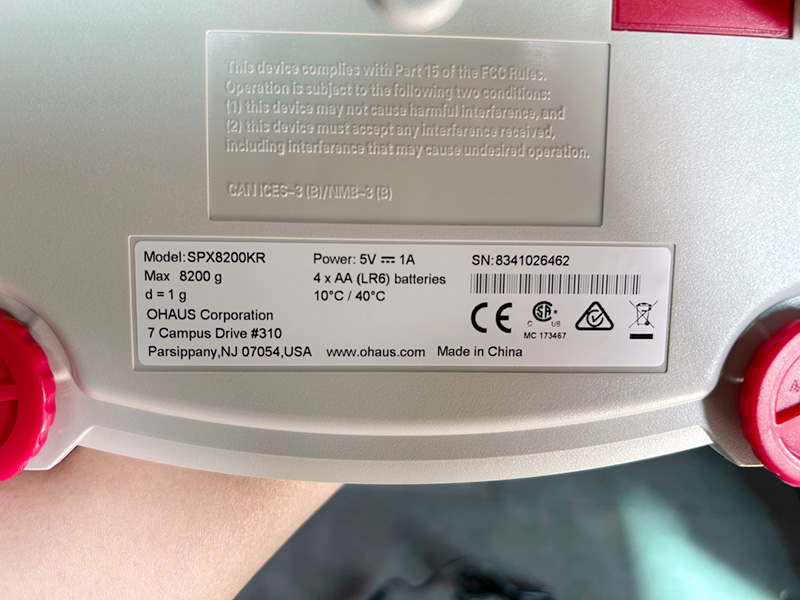 This device complies with Part 15 of the FCC Rules.
Operation is subject to the following two conditions:
(1) this device may not cause harmful interference, and
(2) this device must accept any interference received,
including interference that may cause undesired operation.
CAN ICES-3 (B)/NMB-3 (B)
Model:SPX8200KR
Max 8200 g
d = 1 g
OHAUS Corporation
7 Campus Drive #310
Parsippany,NJ 07054,USA www.ohaus.com Made in China
Power: 5V ⎓ 1A
4 x AA (LR6) batteries
10°C / 40°C
SN:8341026462
CE
SA
C US
MC 173467